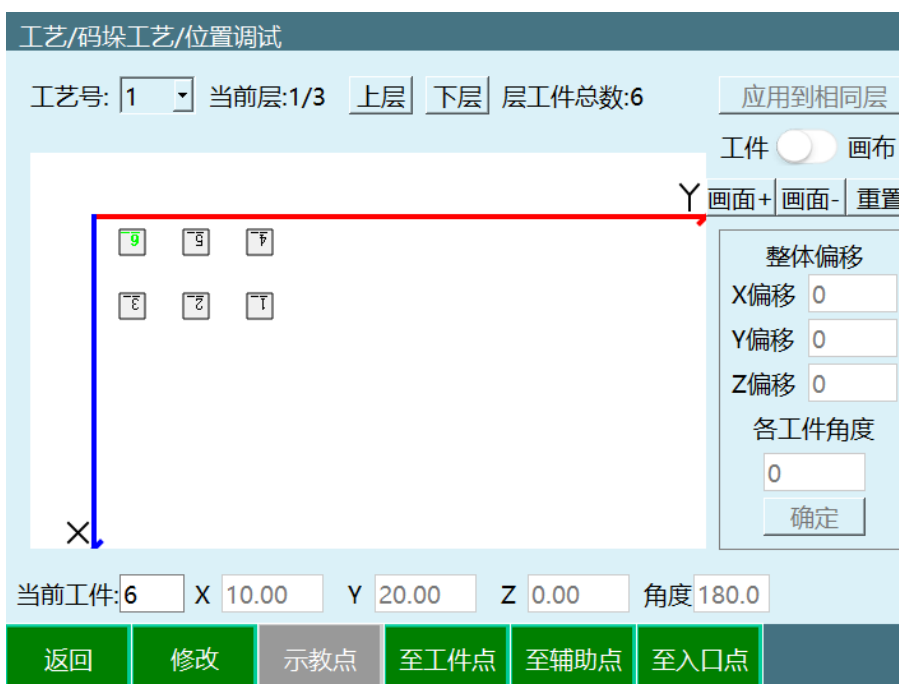 工艺/码垛工艺/位置调试
工艺号: 1 当前层:1/3 上层 下层 层工件总数:6 应用到相同层
工件 画布
画面+ 画面- 重置
Y
6 5 4
3 2 1
X
整体偏移
X偏移 0
Y偏移 0
Z偏移 0
各工件角度
0
确定
当前工件:6 X 10.00 Y 20.00 Z 0.00 角度 180.0
返回 修改 示教点 至工件点 至辅助点 至入口点